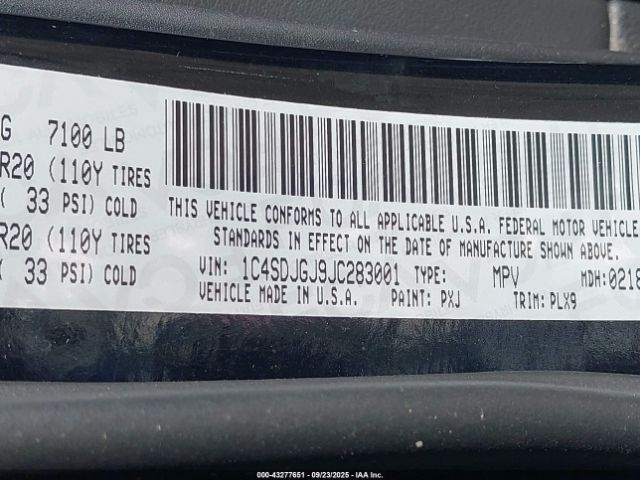 G 7100 LB
R20 (110Y TIRES
( 33 PSI) COLD
R20 (110Y TIRES
( 33 PSI) COLD
THIS VEHICLE CONFORMS TO ALL APPLICABLE U.S.A. FEDERAL MOTOR VEHICLE
STANDARDS IN EFFECT ON THE DATE OF MANUFACTURE SHOWN ABOVE.
VIN: 1C4SDJGJ9JC283001 TYPE: MPV MDH:0218
VEHICLE MADE IN U.S.A. PAINT: PXJ TRIM: PLX9
000-43277651 - 09/23/2025 - IAA Inc.